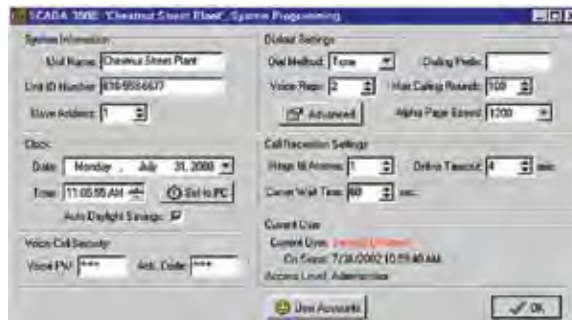 SCADA 3000 "Chestnut Street Plant" System Programming
System Information
Unit Name: Chestnut Street Plant
Unit ID Number:
Slave Address: 1
Clock
Date: Monday , July 31, 2000
Time: 11:05:55 AM
Set to PC
Auto Daylight Savings:
Voice Call Security
Voice PW: ***
Ack. Code: ***
Dialout Settings
Dial Method: Tone
Dialing Prefix:
Voice Reps: 2
Max Calling Rounds: 100
Advanced
Alpha Page Speed: 1200
Call Reception Settings
Rings till Answer: 1
Online Timeout: 4 min.
Carrier Wait Time: 60 sec.
Current User
Current User:
On Since: 7/31/2002 10:59:40 AM
Access Level: Administrator
User Accounts
OK